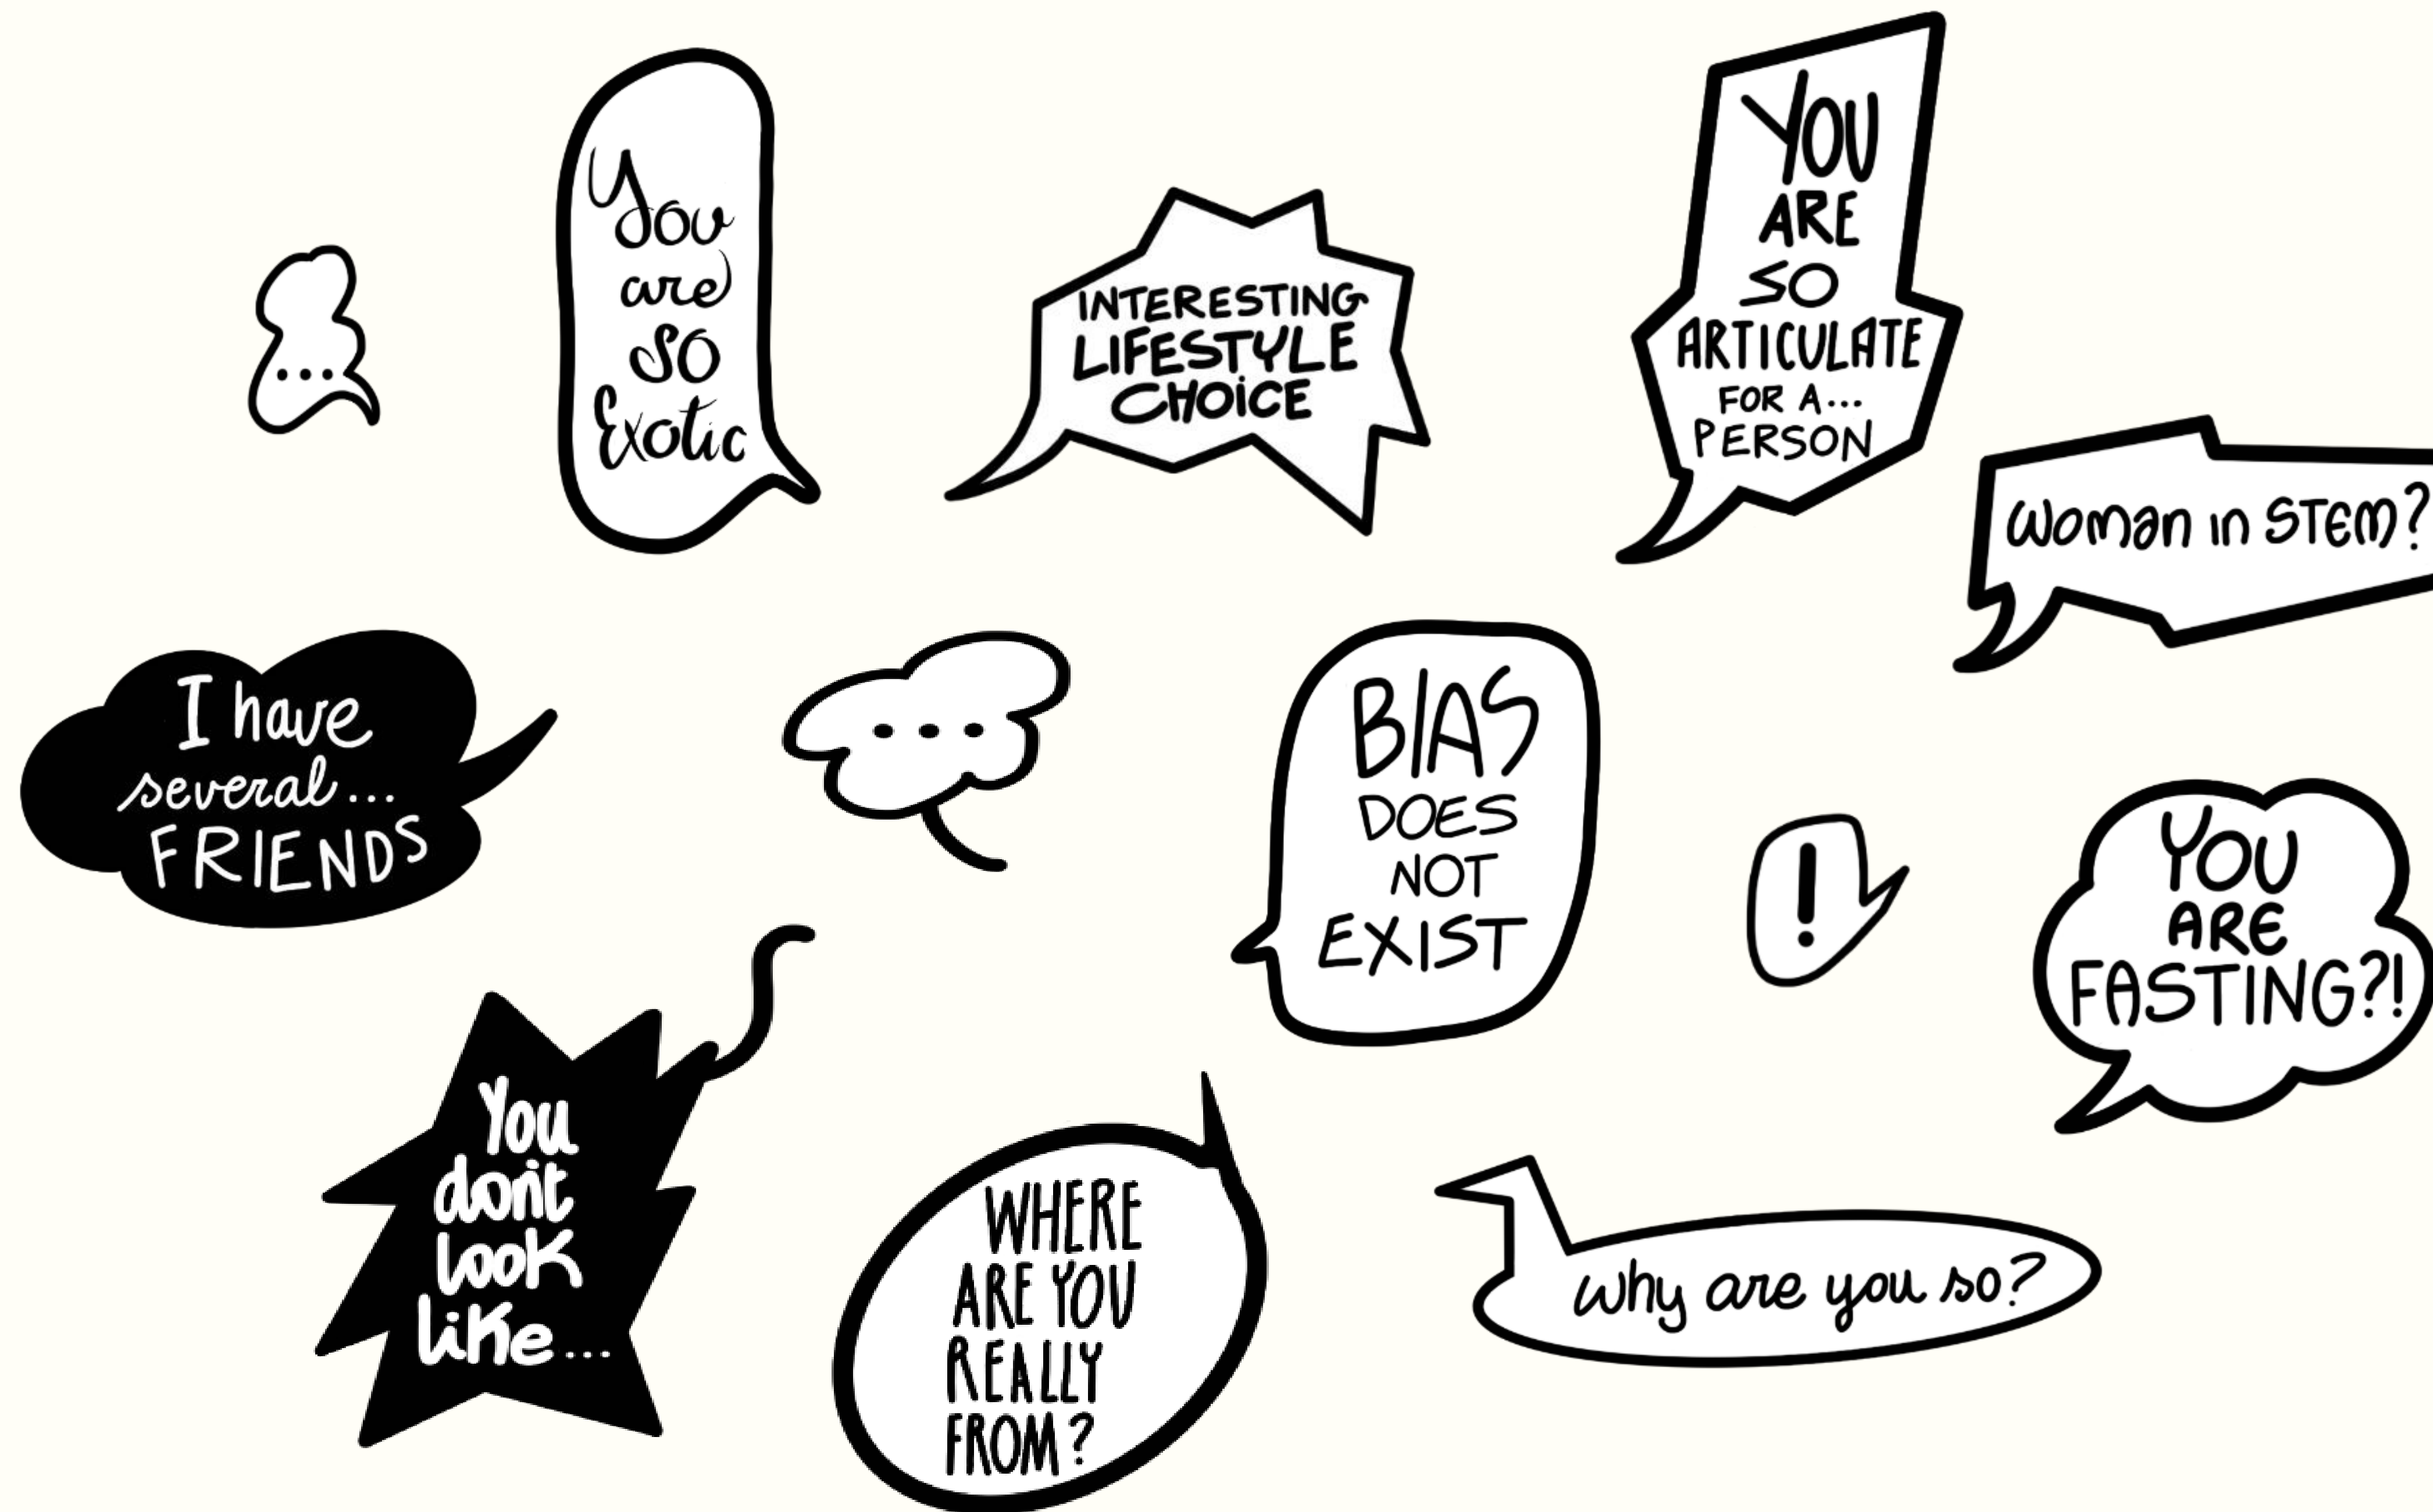 ...
You
are
so
Exotic
INTERESTING
LIFESTYLE
CHOICE
YOU
ARE
SO
ARTICULATE
FOR A...
PERSON
woman in STEM?
I have
several...
FRIENDS
...
BIAS
DOES
NOT
EXIST
!
YOU
ARE
FASTING?!
You
don't
look
like...
WHERE
ARE YOU
REALLY
FROM?
why are you so?